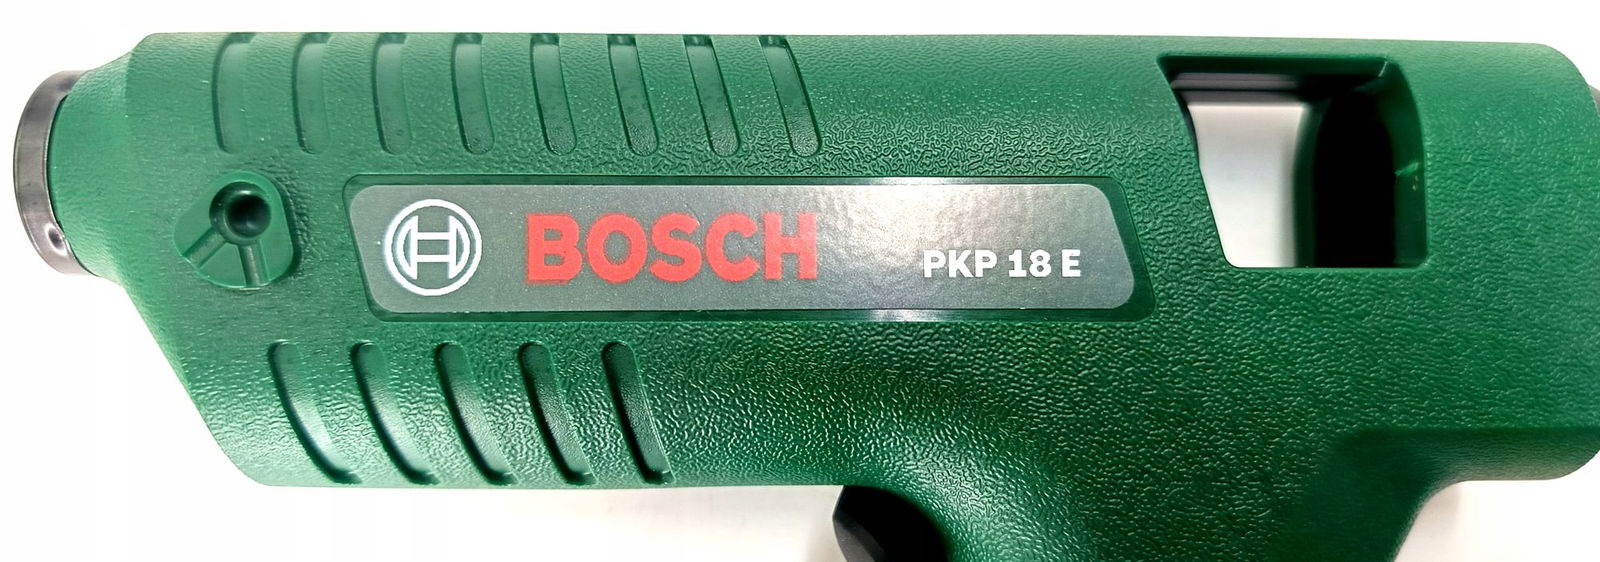 BOSCH PKP 18 E